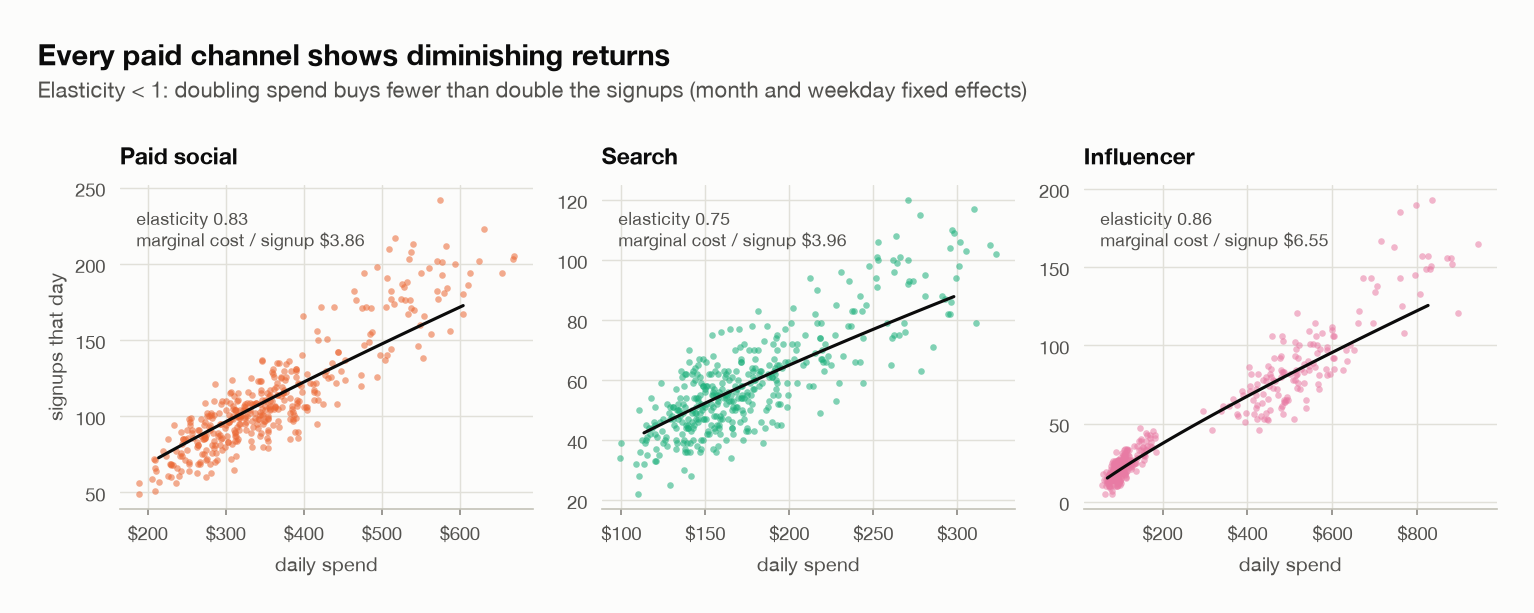 Every paid channel shows diminishing returns
Elasticity < 1: doubling spend buys fewer than double the signups (month and weekday fixed effects)
Paid social
250
200
150
100
50
signups that day
elasticity 0.83
marginal cost / signup $3.86
$200 $300 $400 $500 $600
daily spend
Search
120
100
80
60
40
20
elasticity 0.75
marginal cost / signup $3.96
$100 $150 $200 $250 $300
daily spend
Influencer
200
150
100
50
0
elasticity 0.86
marginal cost / signup $6.55
$200 $400 $600 $800
daily spend